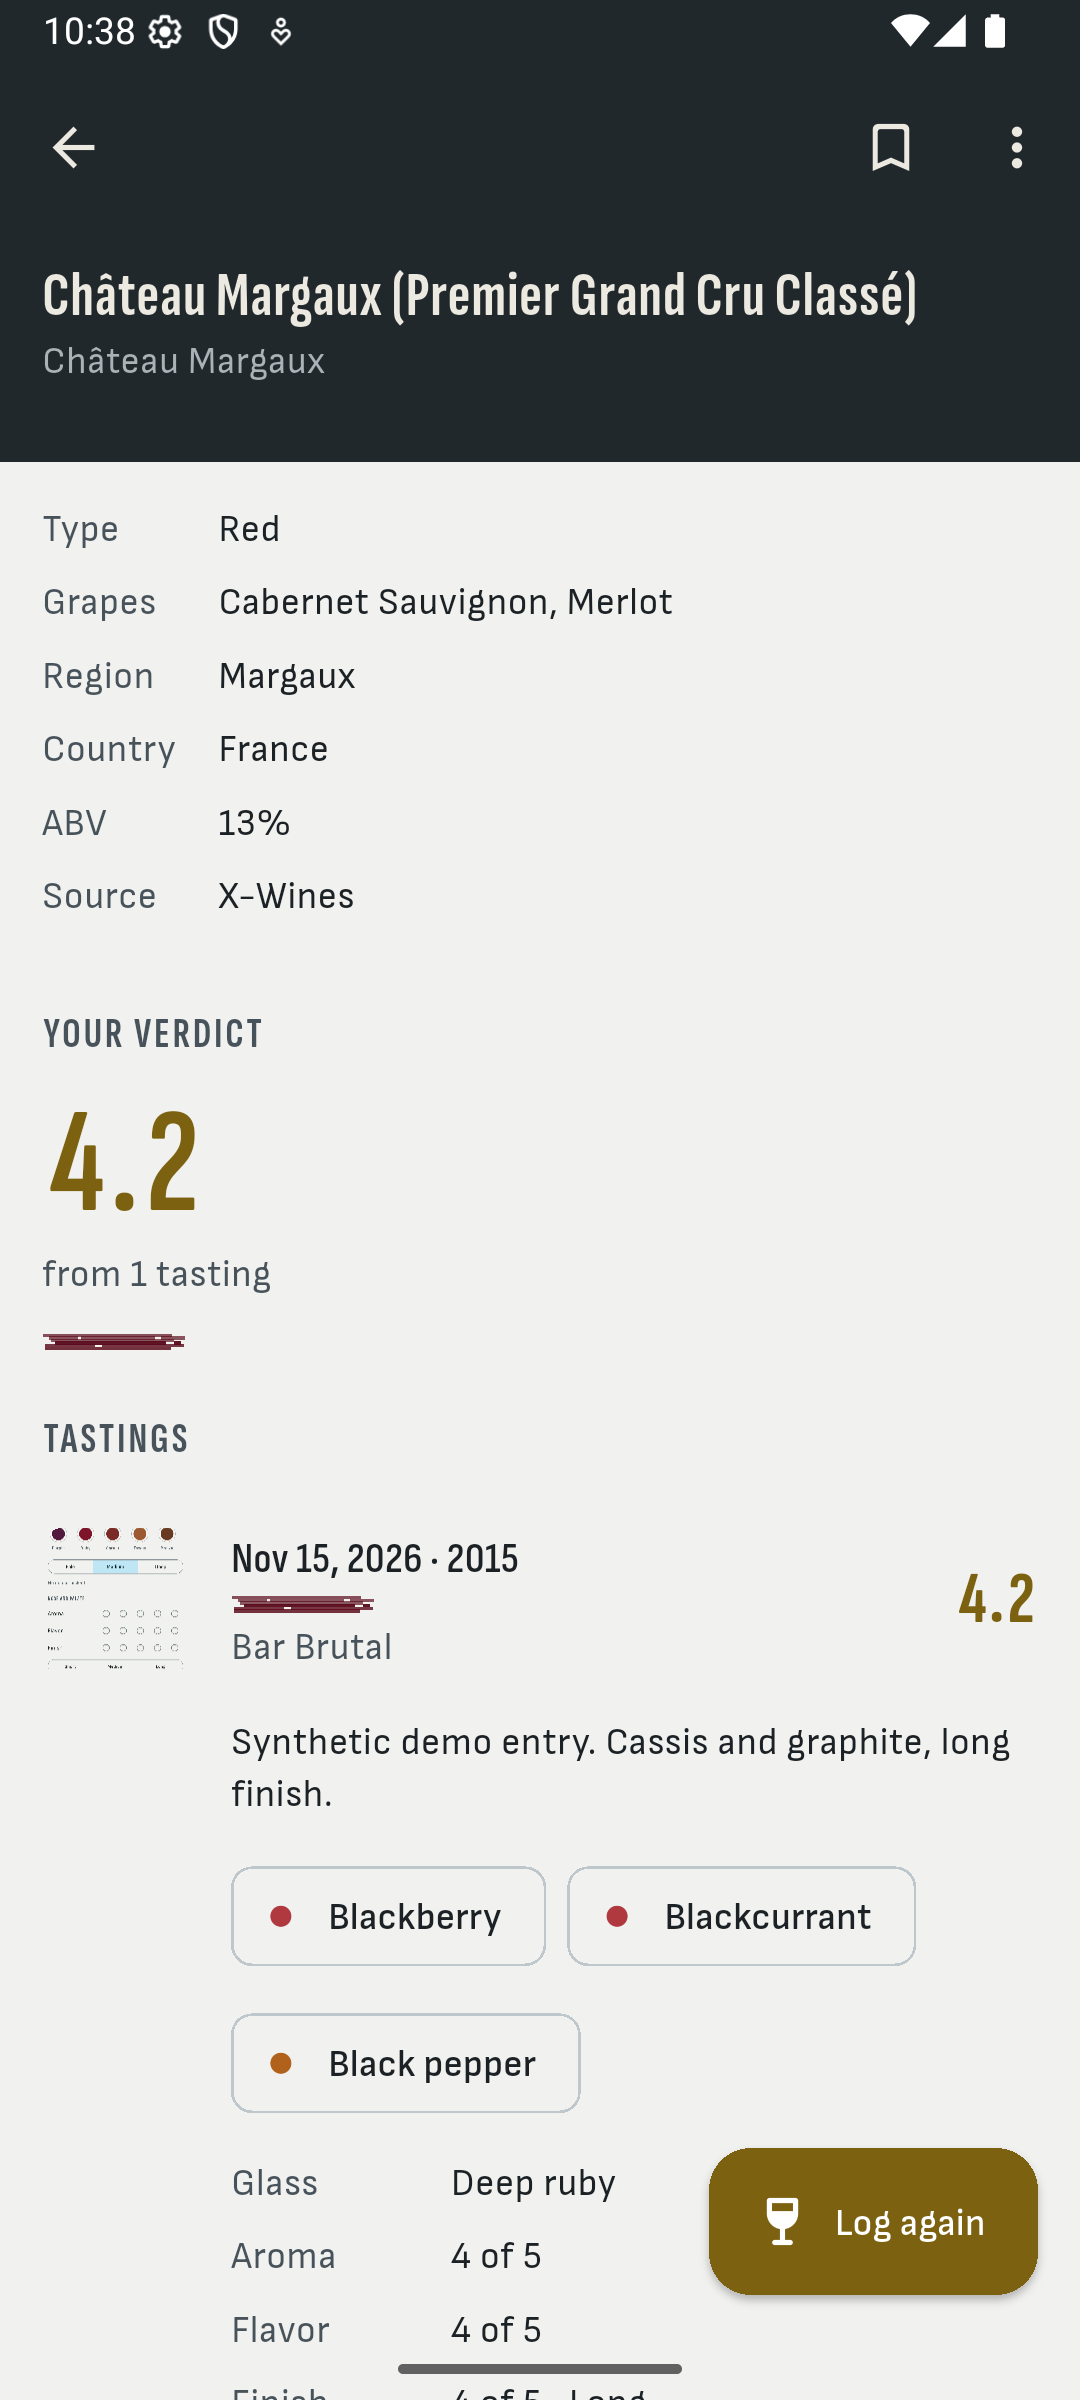 10:38
Château Margaux (Premier Grand Cru Classé)
Château Margaux
Type Red
Grapes Cabernet Sauvignon, Merlot
Region Margaux
Country France
ABV 13%
Source X-Wines
YOUR VERDICT
4.2
from 1 tasting
TASTINGS
Nov 15, 2026 · 2015
4.2
Bar Brutal
Synthetic demo entry. Cassis and graphite, long
finish.
Blackberry Blackcurrant
Black pepper
Glass Deep ruby
Log again
Aroma 4 of 5
Flavor 4 of 5